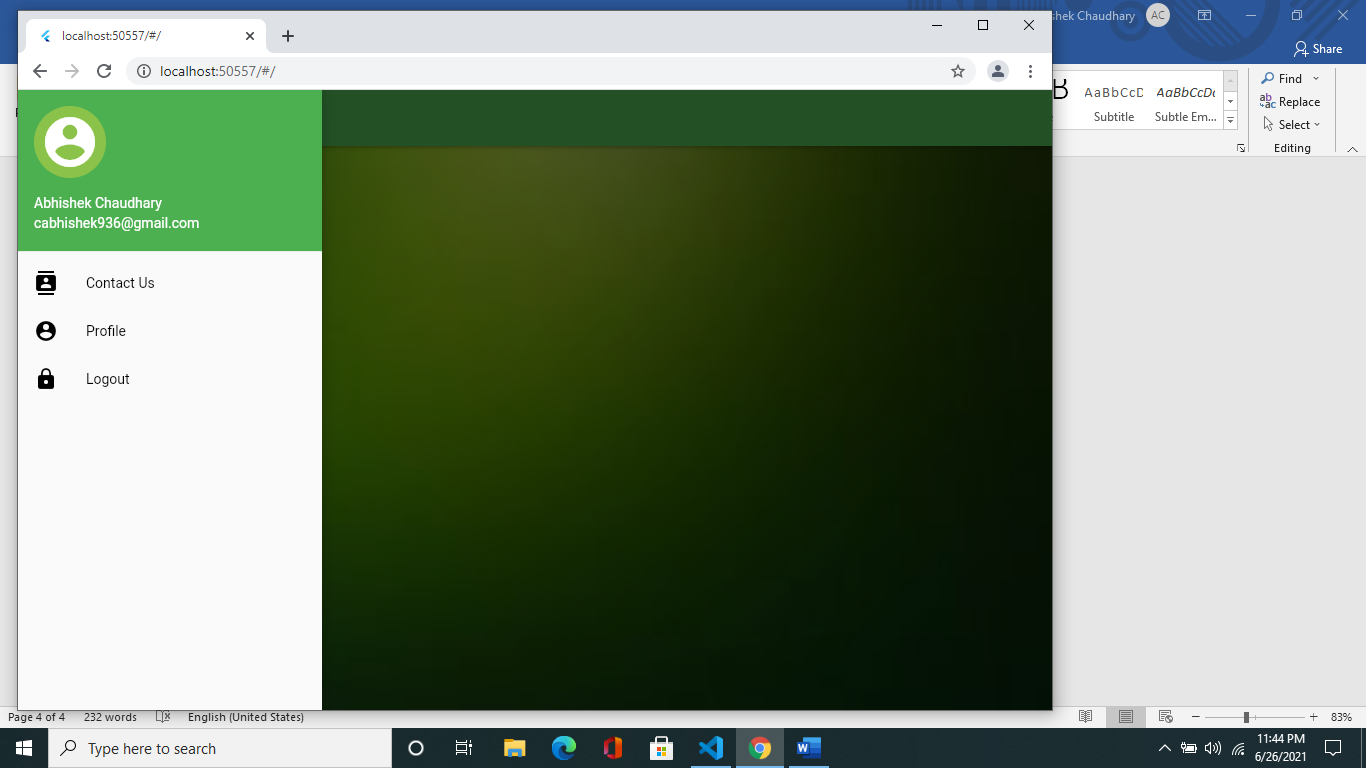 localhost:50557/#/
shek Chaudhary AC
Share
localhost:50557/#/
Find
Replace
Select
Editing
AaBbCcD
AaBbCcDc
Subtitle
Subtle Em...
Abhishek Chaudhary
cabhishek936@gmail.com
Contact Us
Profile
Logout
Page 4 of 4 232 words English (United States) 83%
Type here to search
11:44 PM
6/26/2021